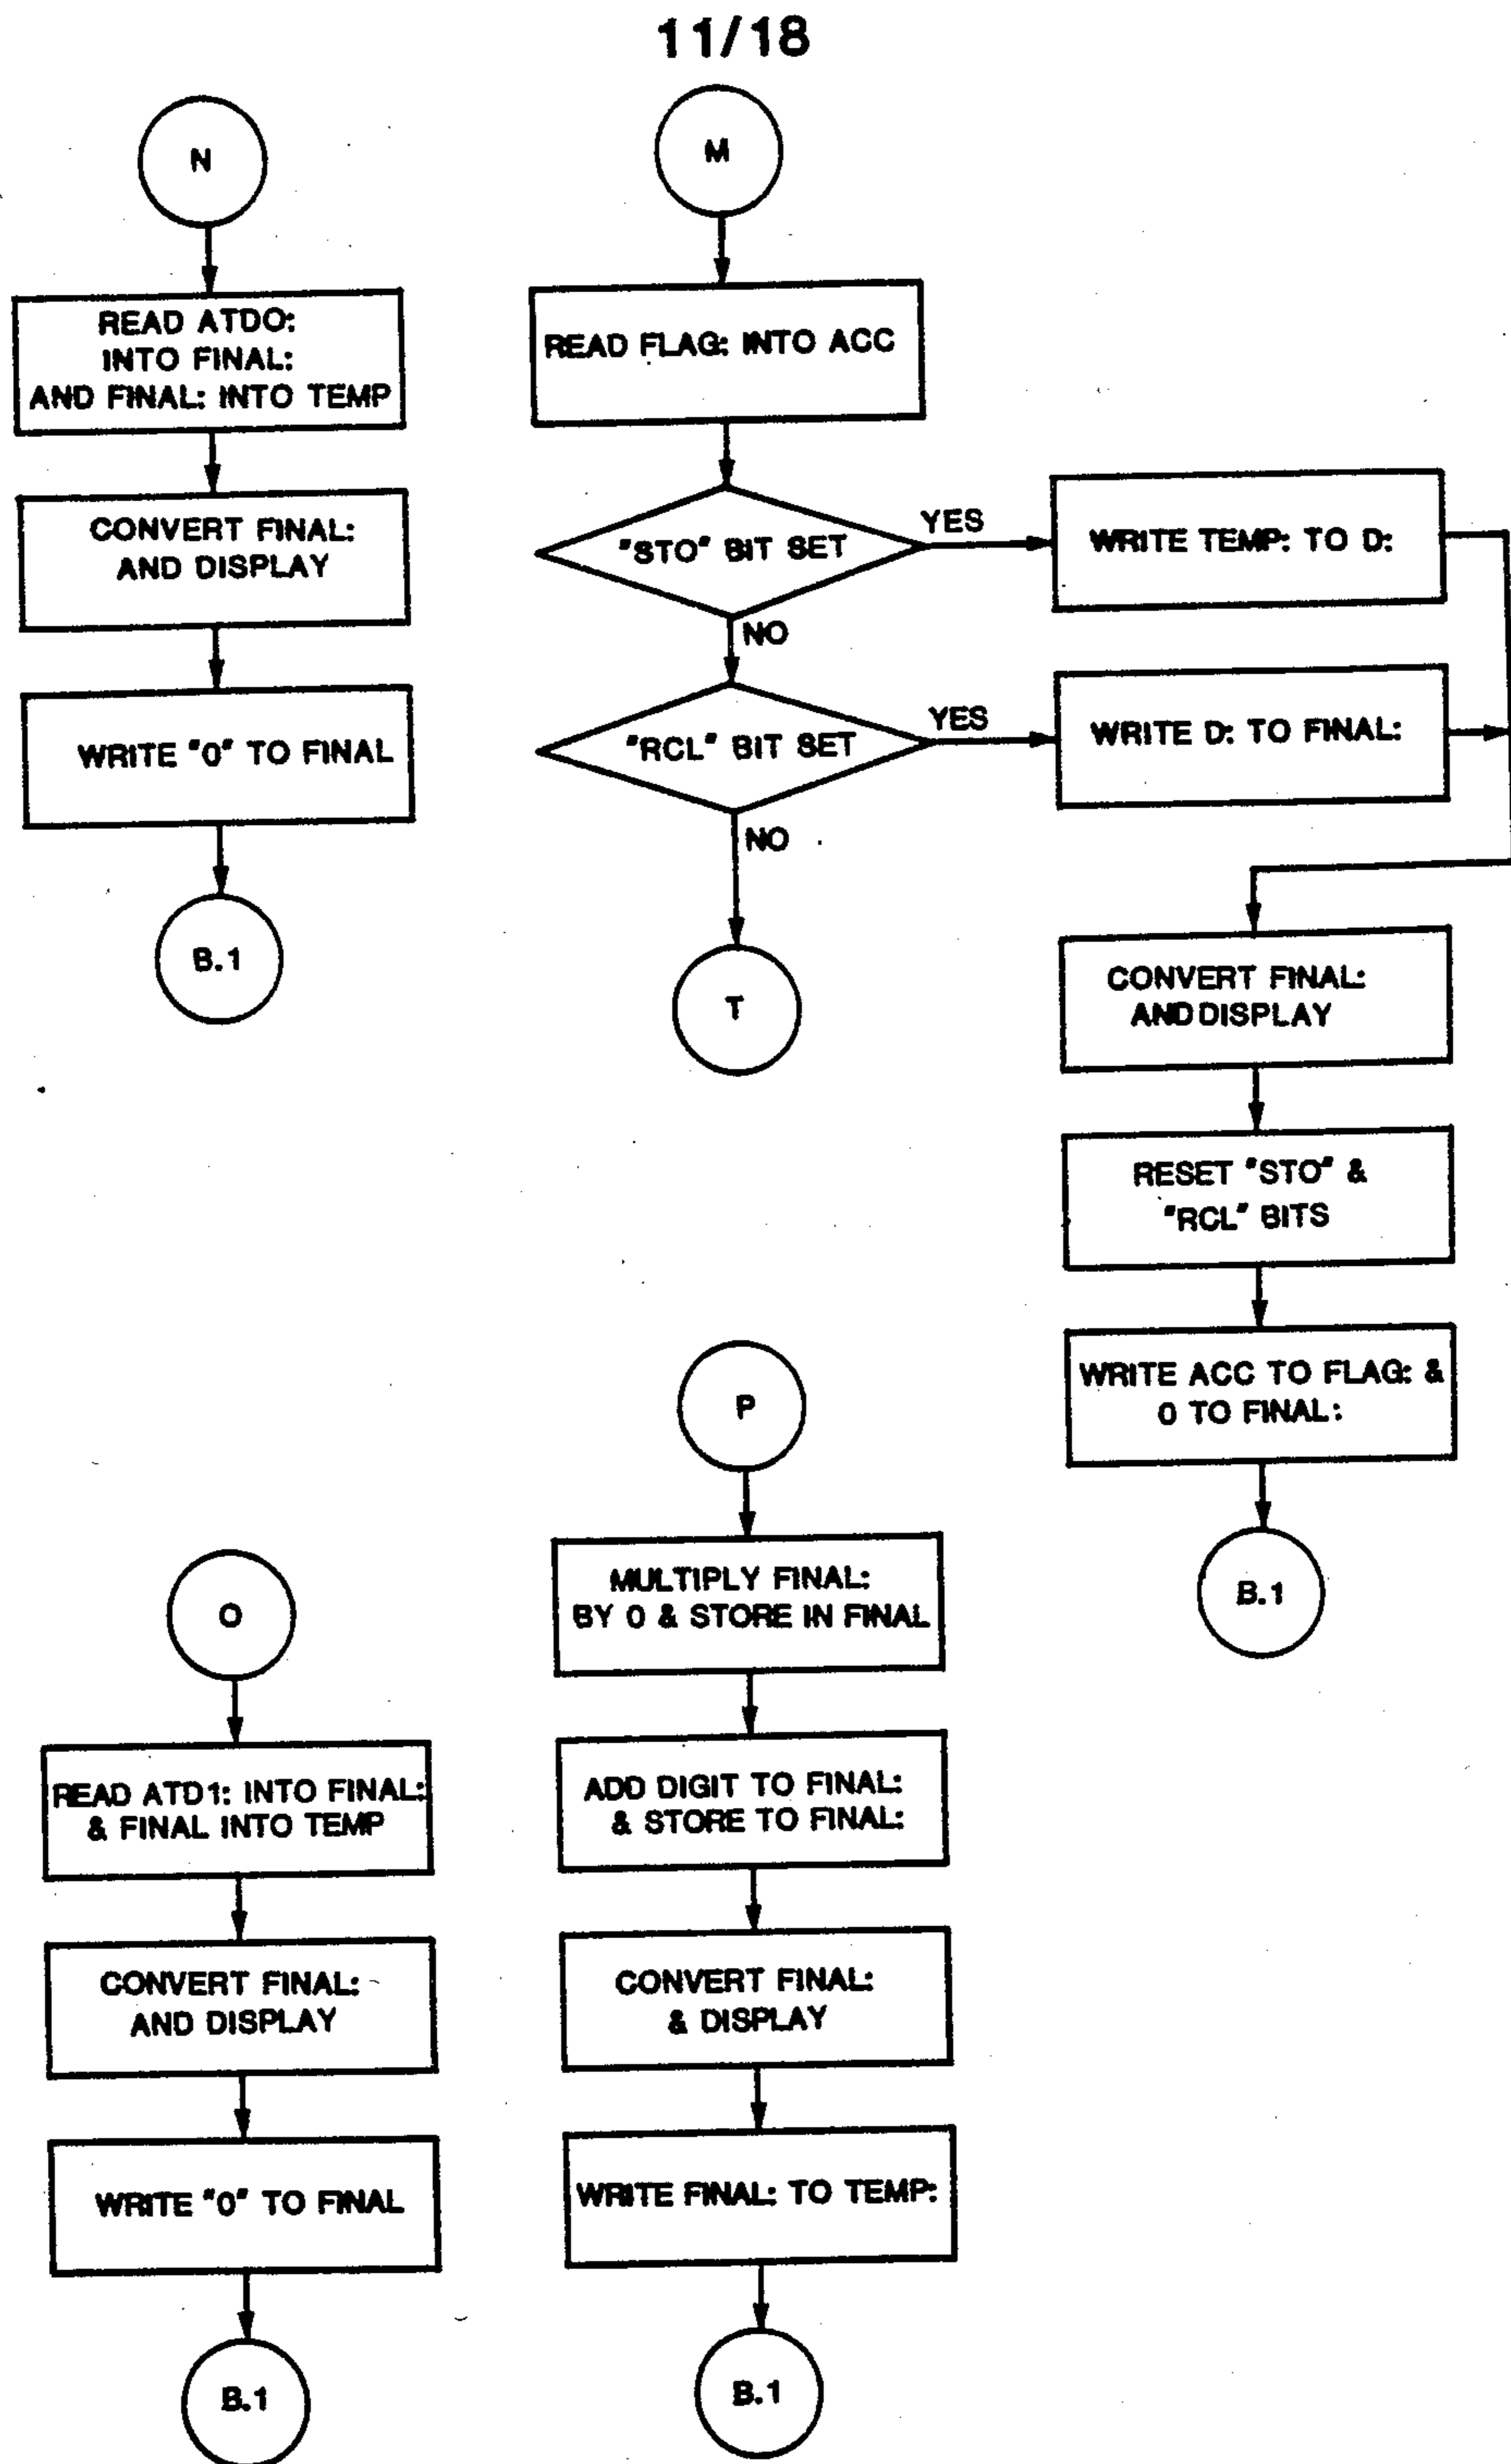 11/18
N
READ ATDO:
INTO FINAL:
AND FINAL: INTO TEMP
CONVERT FINAL:
AND DISPLAY
WRITE "0" TO FINAL
B.1
M
READ FLAG: INTO ACC
"STO" BIT SET
YES
WRITE TEMP: TO D:
NO
"RCL" BIT SET
YES
WRITE D: TO FINAL:
NO
T
CONVERT FINAL:
AND DISPLAY
RESET "STO" &
"RCL" BITS
WRITE ACC TO FLAG: &
0 TO FINAL:
B.1
O
READ ATD1: INTO FINAL:
& FINAL INTO TEMP
CONVERT FINAL:
AND DISPLAY
WRITE "0" TO FINAL
B.1
P
MULTIPLY FINAL:
BY 0 & STORE IN FINAL
ADD DIGIT TO FINAL:
& STORE TO FINAL:
CONVERT FINAL:
& DISPLAY
WRITE FINAL: TO TEMP:
B.1